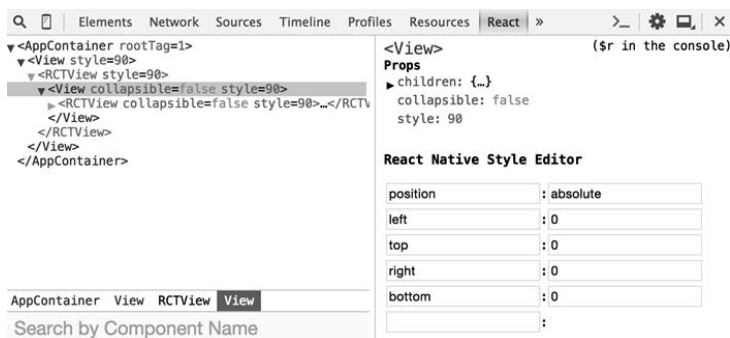 Elements Network Sources Timeline Profiles Resources React »
▼<AppContainer rootTag=1>
▼<View style=90>
▼<RCTView style=90>
▼<View collapsible=false style=90>
▶<RCTView collapsible=false style=90>…</RCTV
</View>
</RCTView>
</View>
</AppContainer>
AppContainer View RCTView View
Search by Component Name
<View> ($r in the console)
Props
▶children: {…}
collapsible: false
style: 90
React Native Style Editor
position : absolute
left : 0
top : 0
right : 0
bottom : 0
: